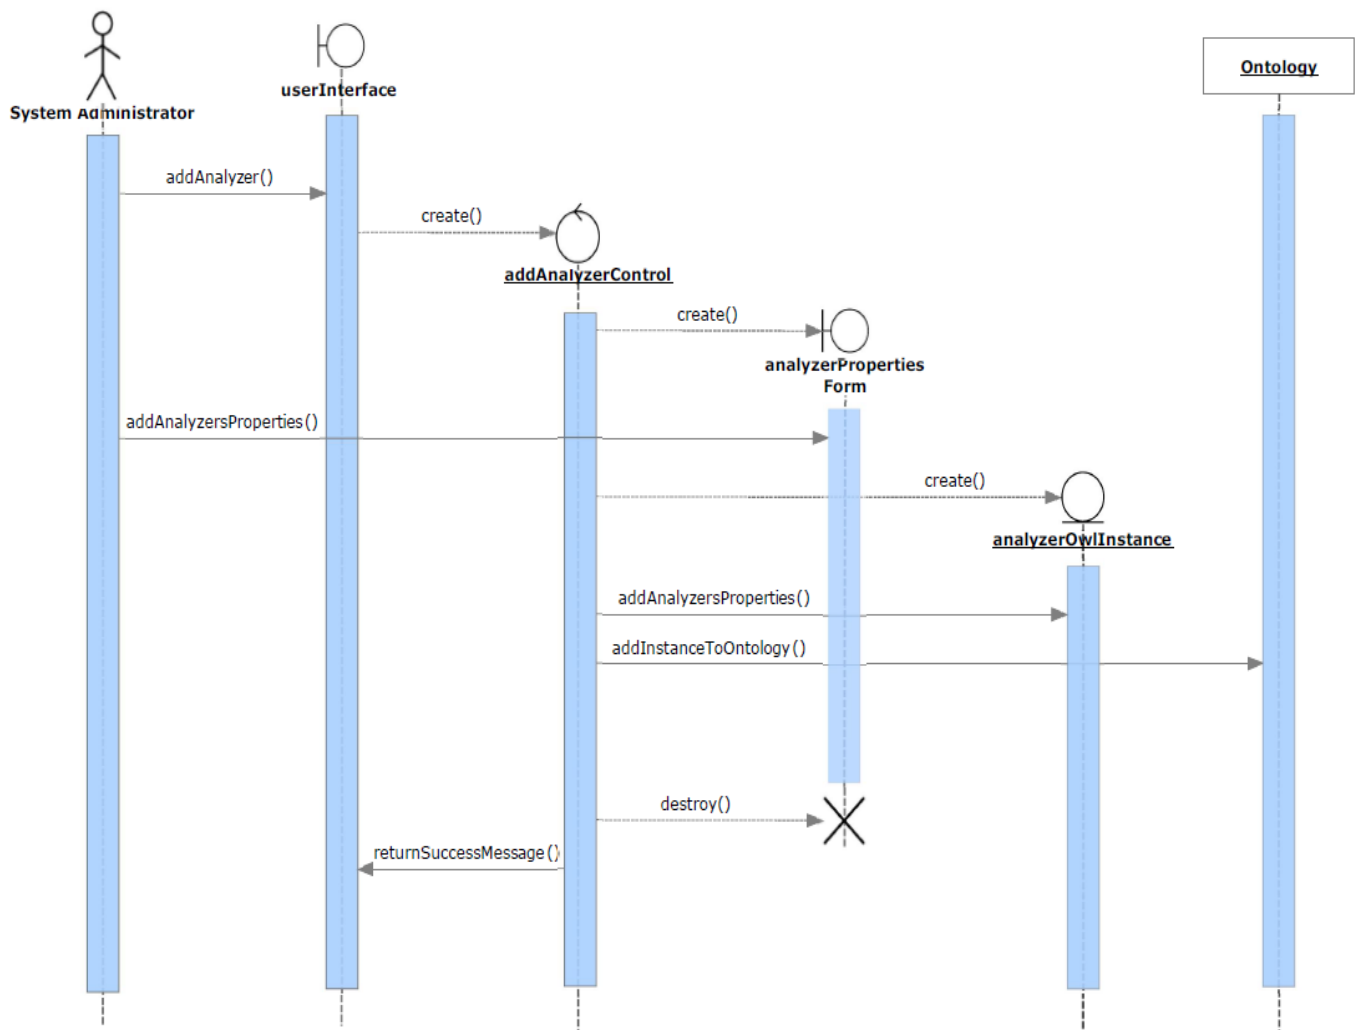 Ontology
userInterface
System Administrator
addAnalyzer()
create()
addAnalyzerControl
create()
analyzerProperties
Form
addAnalyzersProperties()
create()
analyzerOwlInstance
addAnalyzersProperties()
addInstanceToOntology()
destroy()
returnSuccessMessage()